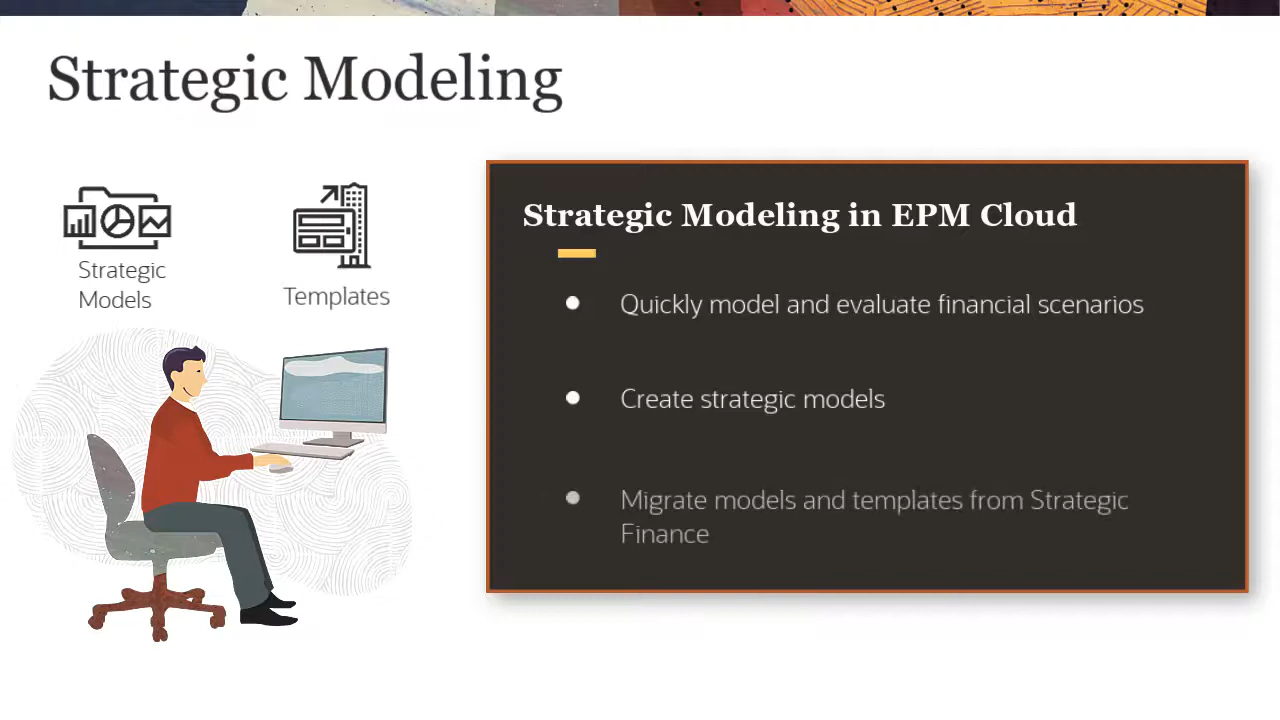 Strategic Modeling
Strategic
Models
Templates
Strategic Modeling in EPM Cloud
Quickly model and evaluate financial scenarios
Create strategic models
Migrate models and templates from Strategic
Finance